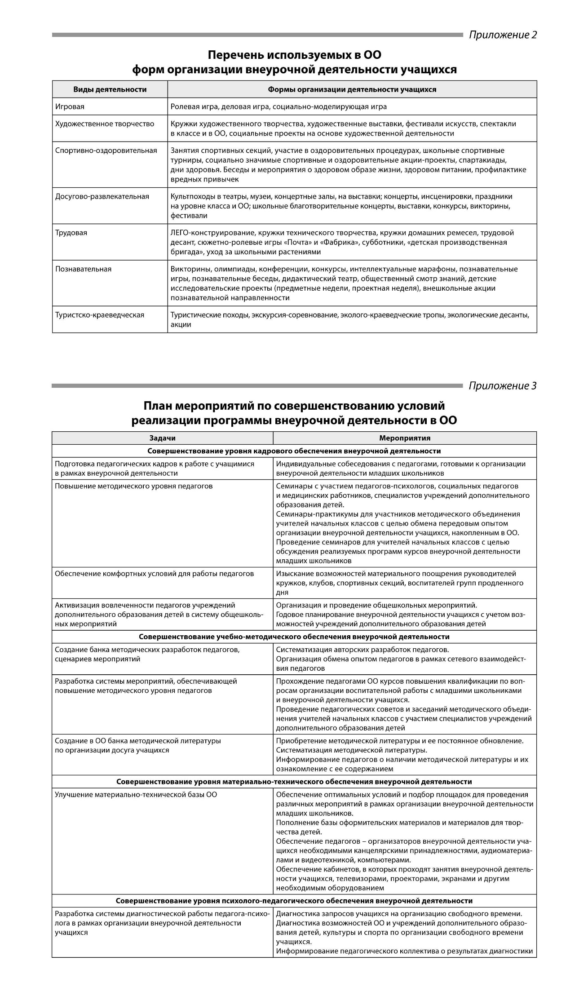 Приложение 2
Перечень используемых в ОО
форм организации внеурочной деятельности учащихся
Виды деятельности
Формы организации деятельности учащихся
Игровая
Ролевая игра, деловая игра, социально-моделирующая игра
Художественное творчество
Кружки художественного творчества, художественные выставки, фестивали искусств, спектакли
в классе и в ОО, социальные проекты на основе художественной деятельности
Спортивно-оздоровительная
Занятия спортивных секций, участие в оздоровительных процедурах, школьные спортивные
турниры, социально значимые спортивные и оздоровительные акции-проекты, спартакиады,
дни здоровья. Беседы и мероприятия о здоровом образе жизни, здоровом питании, профилактике
вредных привычек
Досугово-развлекательная
Культпоходы в театры, музеи, концертные залы, на выставки; концерты, инсценировки, праздники
на уровне класса и ОО; школьные благотворительные концерты, выставки, конкурсы, викторины,
фестивали
Трудовая
ЛЕГО-конструирование, кружки технического творчества, кружки домашних ремесел, трудовой
десант, сюжетно-ролевые игры «Почта» и «Фабрика», субботники, «детская производственная
бригада», уход за школьными растениями
Познавательная
Викторины, олимпиады, конференции, конкурсы, интеллектуальные марафоны, познавательные
игры, познавательные беседы, дидактический театр, общественный смотр знаний, детские
исследовательские проекты (предметные недели, проектная неделя), внешкольные акции
познавательной направленности
Туристско-краеведческая
Туристические походы, экскурсия-соревнование, эколого-краеведческие тропы, экологические десанты,
акции
Приложение 3
План мероприятий по совершенствованию условий
реализации программы внеурочной деятельности в ОО
Задачи
Мероприятия
Совершенствование уровня кадрового обеспечения внеурочной деятельности
Подготовка педагогических кадров к работе с учащимися
в рамках внеурочной деятельности
Индивидуальные собеседования с педагогами, готовыми к организации
внеурочной деятельности младших школьников
Повышение методического уровня педагогов
Семинары с участием педагогов-психологов, социальных педагогов
и медицинских работников, специалистов учреждений дополнительного
образования детей.
Семинары-практикумы для участников методического объединения
учителей начальных классов с целью обмена передовым опытом
организации внеурочной деятельности учащихся, накопленным в ОО.
Проведение семинаров для учителей начальных классов с целью
обсуждения реализуемых программ курсов внеурочной деятельности
младших школьников
Обеспечение комфортных условий для работы педагогов
Изыскание возможностей материального поощрения руководителей
кружков, клубов, спортивных секций, воспитателей групп продленного
дня
Активизация вовлеченности педагогов учреждений
дополнительного образования детей в систему общешколь-
ных мероприятий
Организация и проведение общешкольных мероприятий.
Годовое планирование внеурочной деятельности учащихся с учетом воз-
можностей учреждений дополнительного образования детей
Совершенствование учебно-методического обеспечения внеурочной деятельности
Создание банка методических разработок педагогов,
сценариев мероприятий
Систематизация авторских разработок педагогов.
Организация обмена опытом педагогов в рамках сетевого взаимодейст-
вия педагогов
Разработка системы мероприятий, обеспечивающей
повышение методического уровня педагогов
Прохождение педагогами ОО курсов повышения квалификации по воп-
росам организации воспитательной работы с младшими школьниками
и внеурочной деятельности учащихся.
Проведение педагогических советов и заседаний методического объеди-
нения учителей начальных классов с участием специалистов учреждений
дополнительного образования детей
Создание в ОО банка методической литературы
по организации досуга учащихся
Приобретение методической литературы и ее постоянное обновление.
Систематизация методической литературы.
Информирование педагогов о наличии методической литературы и их
ознакомление с ее содержанием
Совершенствование уровня материально-технического обеспечения внеурочной деятельности
Улучшение материально-технической базы ОО
Обеспечение оптимальных условий и подбор площадок для проведения
различных мероприятий в рамках организации внеурочной деятельности
младших школьников.
Пополнение базы оформительских материалов и материалов для твор-
чества детей.
Обеспечение педагогов – организаторов внеурочной деятельности уча-
щихся необходимыми канцелярскими принадлежностями, аудиоматериа-
лами и видеотехникой, компьютерами.
Обеспечение кабинетов, в которых проходят занятия внеурочной деятель-
ности учащихся, телевизорами, проекторами, экранами и другим
необходимым оборудованием
Совершенствование уровня психолого-педагогического обеспечения внеурочной деятельности
Разработка системы диагностической работы педагога-психо-
лога в рамках организации внеурочной деятельности
учащихся
Диагностика запросов учащихся на организацию свободного времени.
Диагностика возможностей ОО и учреждений дополнительного образо-
вания детей, культуры и спорта по организации свободного времени
учащихся.
Информирование педагогического коллектива о результатах диагностики